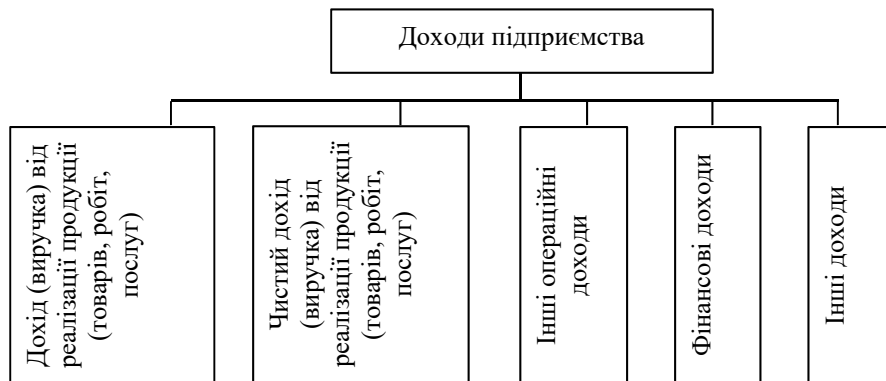 Доходи підприємства
Дохід (виручка) від
реалізації продукції
(товарів, робіт,
послуг)
Чистий дохід
(виручка) від
реалізації продукції
(товарів, робіт,
послуг)
Інші операційні
доходи
Фінансові доходи
Інші доходи